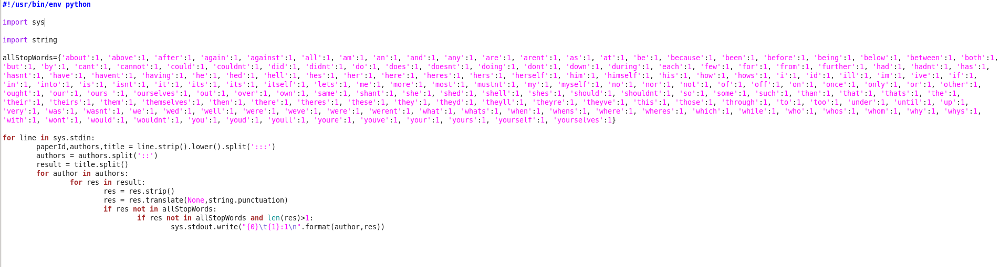 #!/usr/bin/env python
import sys
import string
allStopWords={'about':1, 'above':1, 'after':1, 'again':1, 'against':1, 'all':1, 'am':1, 'an':1, 'and':1, 'any':1, 'are':1, 'arent':1, 'as':1, 'at':1, 'be':1, 'because':1, 'been':1, 'before':1, 'being':1, 'below':1, 'between':1, 'both':1,
'but':1, 'by':1, 'cant':1, 'cannot':1, 'could':1, 'couldnt':1, 'did':1, 'didnt':1, 'do':1, 'does':1, 'doesnt':1, 'doing':1, 'dont':1, 'down':1, 'during':1, 'each':1, 'few':1, 'for':1, 'from':1, 'further':1, 'had':1, 'hadnt':1, 'has':1,
'hasnt':1, 'have':1, 'havent':1, 'having':1, 'he':1, 'hed':1, 'hell':1, 'hes':1, 'her':1, 'here':1, 'heres':1, 'hers':1, 'herself':1, 'him':1, 'himself':1, 'his':1, 'how':1, 'hows':1, 'i':1, 'id':1, 'ill':1, 'im':1, 'ive':1, 'if':1,
'in':1, 'into':1, 'is':1, 'isnt':1, 'it':1, 'its':1, 'its':1, 'itself':1, 'lets':1, 'me':1, 'more':1, 'most':1, 'mustnt':1, 'my':1, 'myself':1, 'no':1, 'nor':1, 'not':1, 'of':1, 'off':1, 'on':1, 'once':1, 'only':1, 'or':1, 'other':1,
'ought':1, 'our':1, 'ours ':1, 'ourselves':1, 'out':1, 'over':1, 'own':1, 'same':1, 'shant':1, 'she':1, 'shed':1, 'shell':1, 'shes':1, 'should':1, 'shouldnt':1, 'so':1, 'some':1, 'such':1, 'than':1, 'that':1, 'thats':1, 'the':1,
'their':1, 'theirs':1, 'them':1, 'themselves':1, 'then':1, 'there':1, 'theres':1, 'these':1, 'they':1, 'theyd':1, 'theyll':1, 'theyre':1, 'theyve':1, 'this':1, 'those':1, 'through':1, 'to':1, 'too':1, 'under':1, 'until':1, 'up':1,
'very':1, 'was':1, 'wasnt':1, 'we':1, 'wed':1, 'well':1, 'were':1, 'weve':1, 'were':1, 'werent':1, 'what':1, 'whats':1, 'when':1, 'whens':1, 'where':1, 'wheres':1, 'which':1, 'while':1, 'who':1, 'whos':1, 'whom':1, 'why':1, 'whys':1,
'with':1, 'wont':1, 'would':1, 'wouldnt':1, 'you':1, 'youd':1, 'youll':1, 'youre':1, 'youve':1, 'your':1, 'yours':1, 'yourself':1, 'yourselves':1}
for line in sys.stdin:
paperId,authors,title = line.strip().lower().split(':::')
authors = authors.split('::')
result = title.split()
for author in authors:
for res in result:
res = res.strip()
res = res.translate(None,string.punctuation)
if res not in allStopWords:
if res not in allStopWords and len(res)>1:
sys.stdout.write("{0}\t{1}:1\n".format(author,res))